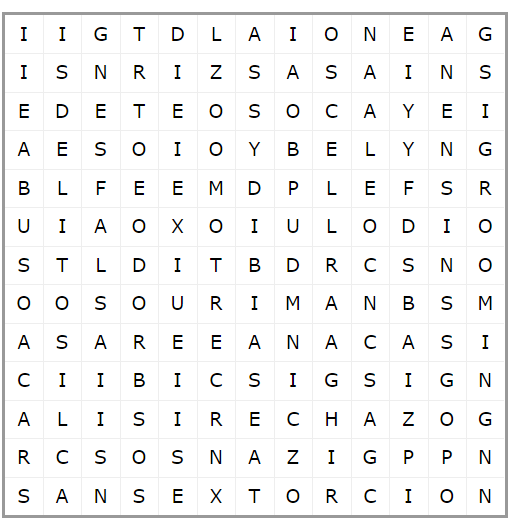 I I G T D L A I O N E A G
I S N R I Z S A S A I N S
E D E T E O S O C A Y E I
A E S O I O Y B E L Y N G
B L F E E M D P L E F S R
U I A O X O I U L O D I O
S T L D I T B D R C S N O
O O S O U R I M A N B S M
A S A R E E A N A C A S I
C I I B I C S I G S I G N
A L I S I R E C H A Z O G
R C S O S N A Z I G P P N
S A N S E X T O R C I O N